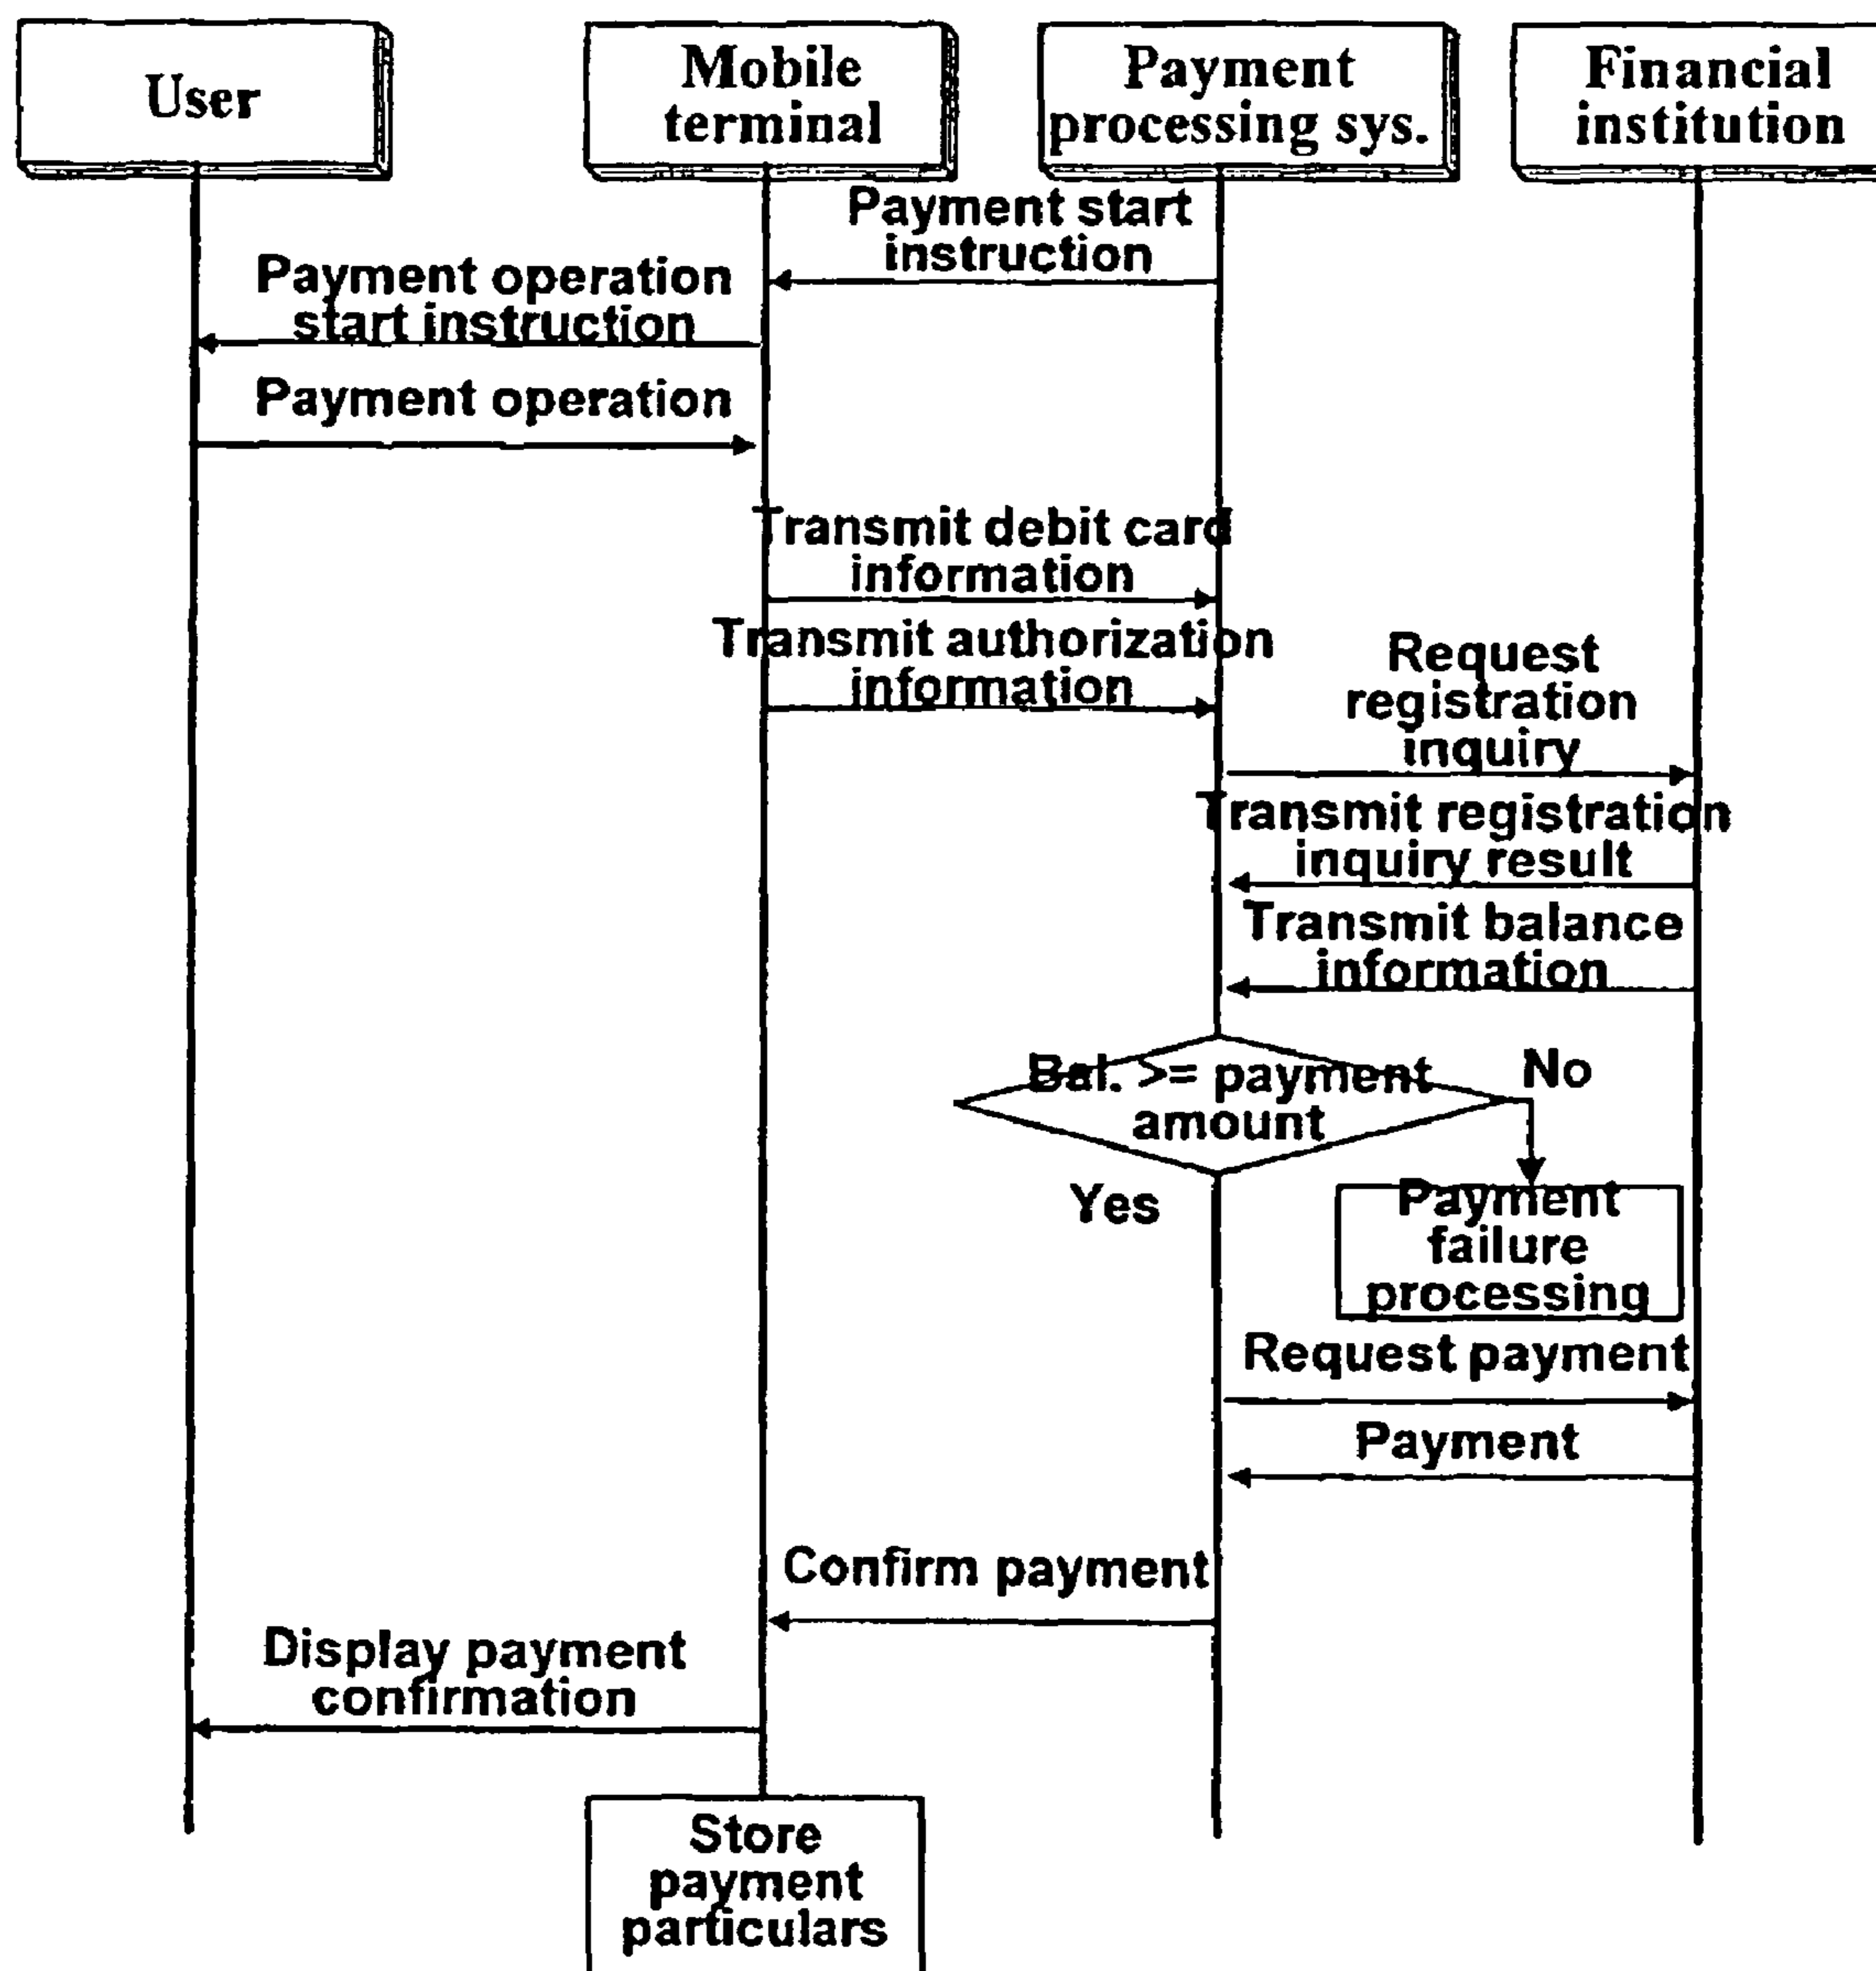 User
Mobile
terminal
Payment
processing sys.
Financial
institution
Payment start
instruction
Payment operation
start instruction
Payment operation
Transmit debit card
information
Transmit authorization
information
Request
registration
inquiry
Transmit registration
inquiry result
Transmit balance
information
Bal. >= payment
amount
No
Yes
Payment
failure
processing
Request payment
Payment
Confirm payment
Display payment
confirmation
Store
payment
particulars